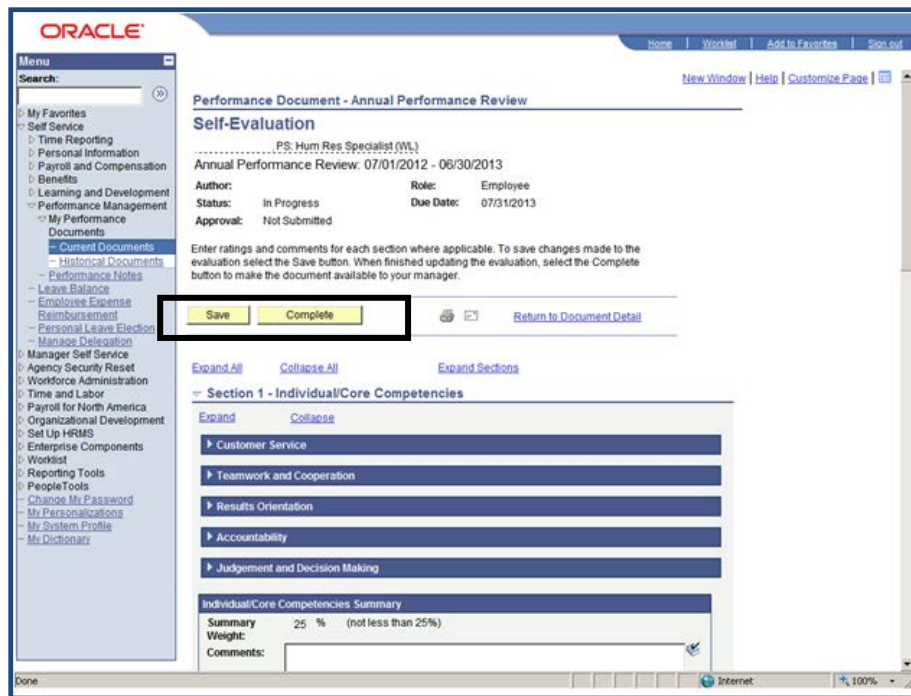 ORACLE
Home | Worklist | Add to Favorites | Sign out
Menu
Search:
New Window | Help | Customize Page |
My Favorites
Self Service
Time Reporting
Personal Information
Payroll and Compensation
Benefits
Learning and Development
Performance Management
My Performance
Documents
Current Documents
Historical Documents
Performance Notes
Leave Balance
Employee Expense
Reimbursement
Personal Leave Election
Manage Delegation
Manager Self Service
Agency Security Reset
Workforce Administration
Time and Labor
Payroll for North America
Organizational Development
Set Up HRMS
Enterprise Components
Worklist
Reporting Tools
PeopleTools
Change My Password
My Personalizations
My System Profile
My Dictionary
Performance Document - Annual Performance Review
Self-Evaluation
PS: Hum Res Specialist (WL)
Annual Performance Review: 07/01/2012 - 06/30/2013
Author: Role: Employee
Status: In Progress Due Date: 07/31/2013
Approval: Not Submitted
Enter ratings and comments for each section where applicable. To save changes made to the
evaluation select the Save button. When finished updating the evaluation, select the Complete
button to make the document available to your manager.
Save Complete Return to Document Detail
Expand All Collapse All Expand Sections
Section 1 - Individual/Core Competencies
Expand Collapse
Customer Service
Teamwork and Cooperation
Results Orientation
Accountability
Judgement and Decision Making
Individual/Core Competencies Summary
Summary 25 % (not less than 25%)
Weight:
Comments:
Done Internet 100%